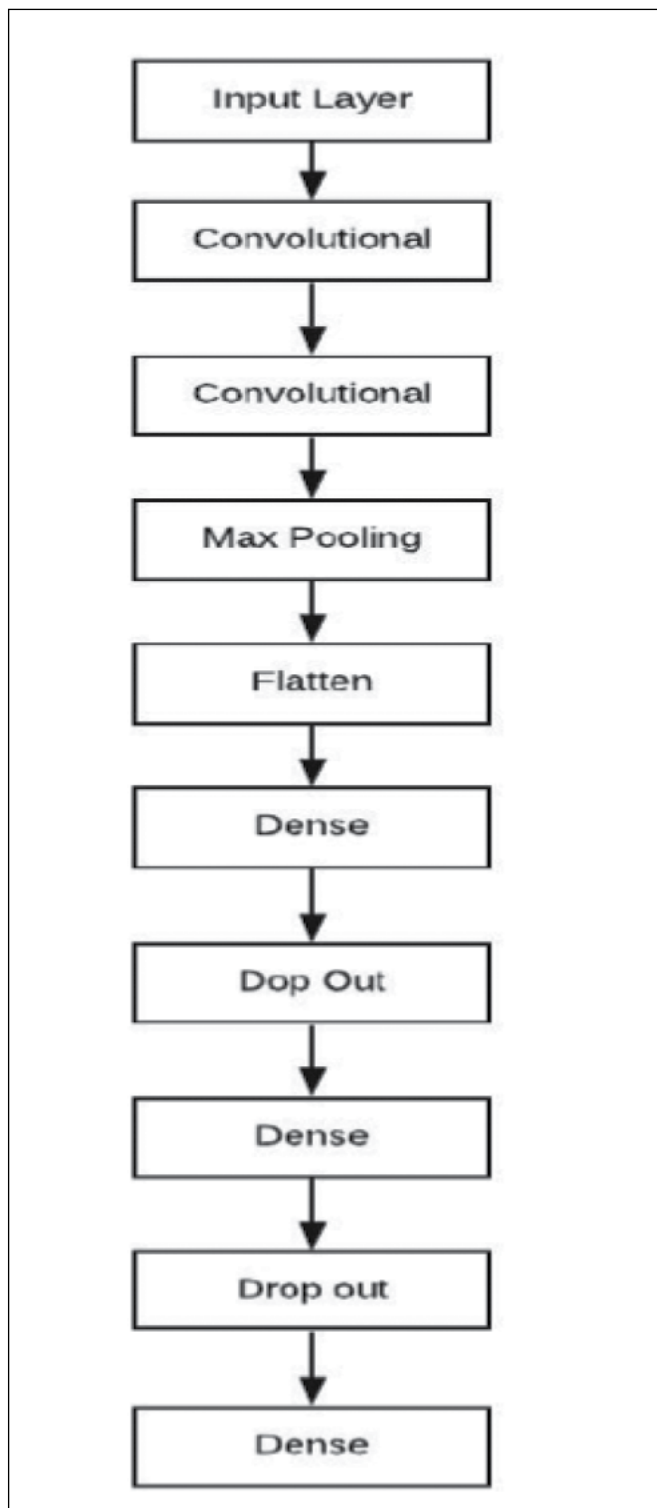 Input Layer
Convolutional
Convolutional
Max Pooling
Flatten
Dense
Dop Out
Dense
Drop out
Dense